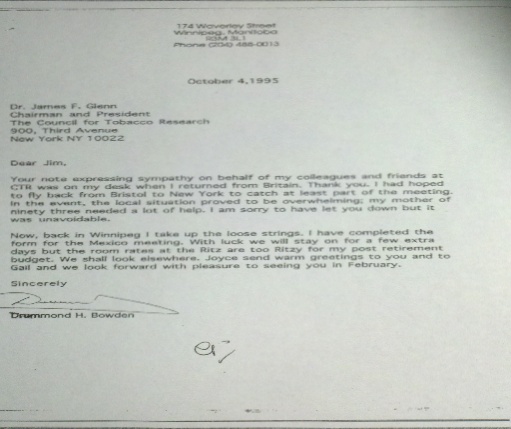 174 Waverley Street
Winnipeg, Manitoba
R3M 3L1
Phone (204) 488-0013
October 4, 1995
Dr. James F. Glenn
Chairman and President
The Council for Tobacco Research
900, Third Avenue
New York NY 10022
Dear Jim,
Your note expressing sympathy on behalf of my colleagues and friends at
CTR was on my desk when I returned from Britain. Thank you. I had hoped
to fly back from Bristol to New York to catch at least part of the meeting.
In the event, the local situation proved to be overwhelming; my mother of
ninety three needed a lot of help. I am sorry to have let you down but it
was unavoidable.
Now, back in Winnipeg I take up the loose strings. I have completed the
form for the Mexico meeting. With luck we will stay on for a few extra
days but the room rates at the Ritz are too Ritzy for my post retirement
budget. We shall look elsewhere. Joyce send warm greetings to you and to
Gail and we look forward with pleasure to seeing you in February.
Sincerely
Drummond H. Bowden